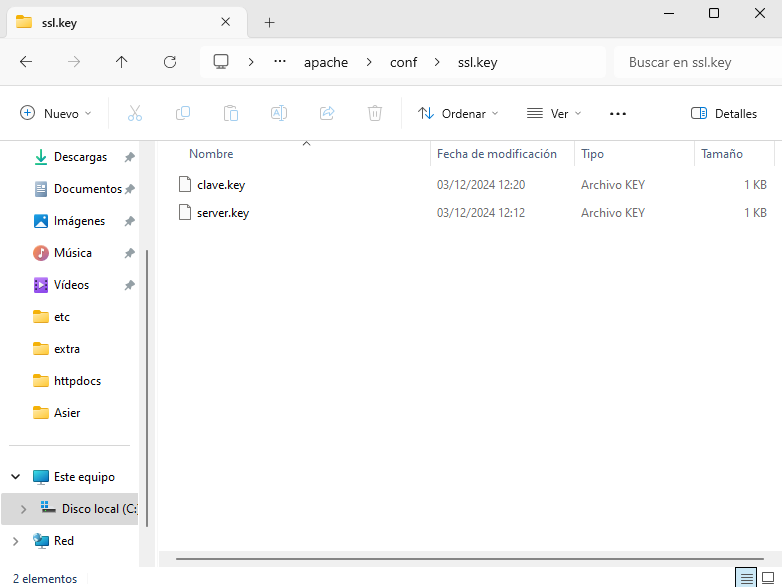 ssl.key
... apache > conf > ssl.key
Buscar en ssl.key
Nuevo
Ordenar
Ver
Detalles
Descargas
Documentos
Imágenes
Música
Vídeos
etc
extra
httpdocs
Asier
Este equipo
Disco local (C:
Red
Nombre Fecha de modificación Tipo Tamaño
clave.key 03/12/2024 12:20 Archivo KEY 1 KB
server.key 03/12/2024 12:12 Archivo KEY 1 KB
2 elementos